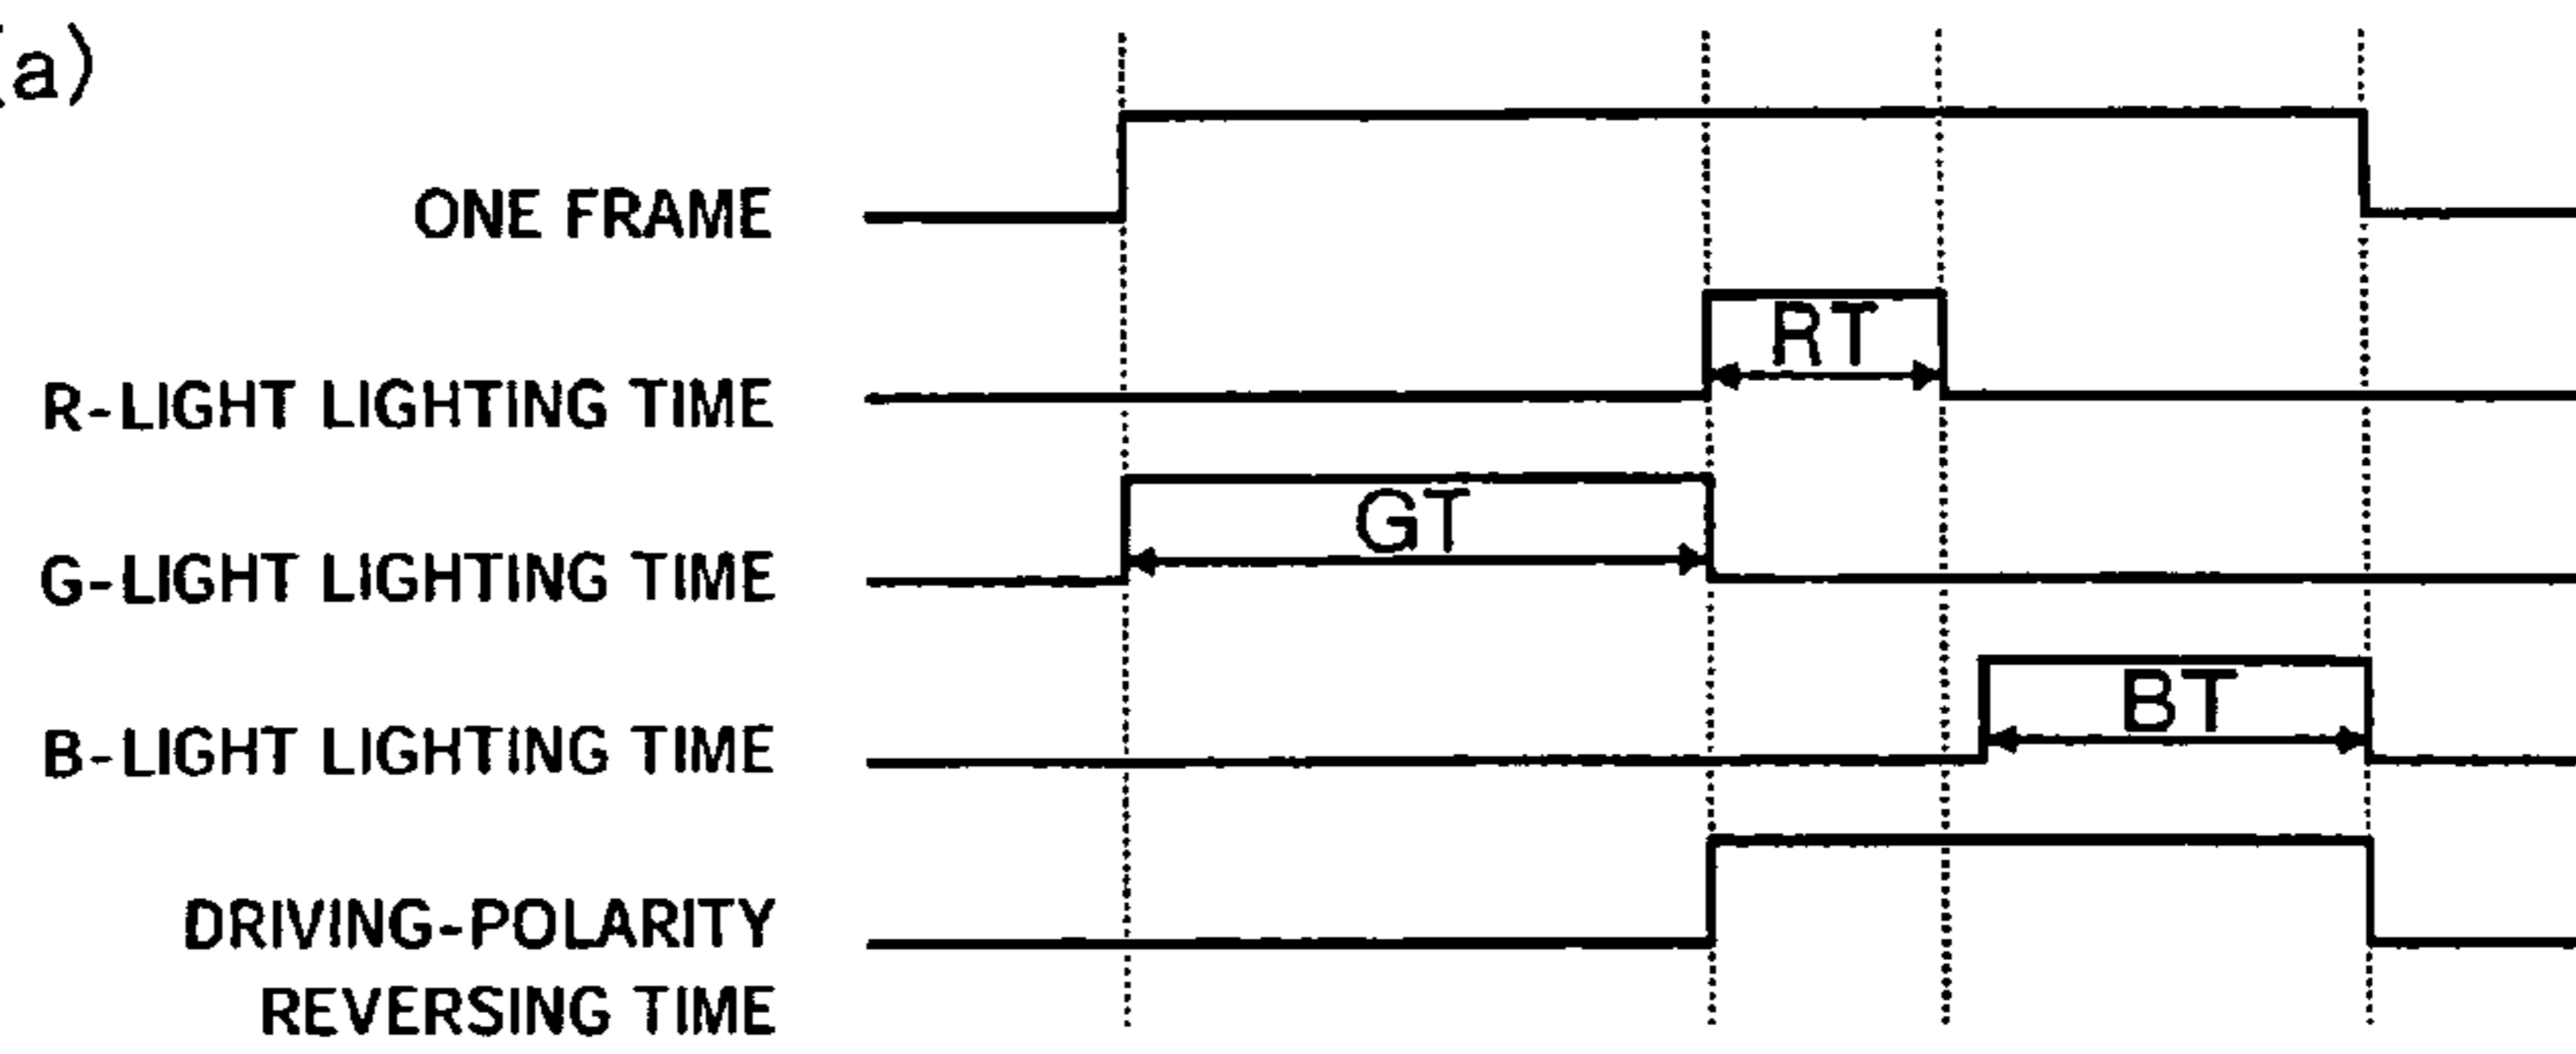 (a)
ONE FRAME
RT
R-LIGHT LIGHTING TIME
GT
G-LIGHT LIGHTING TIME
BT
B-LIGHT LIGHTING TIME
DRIVING-POLARITY
REVERSING TIME